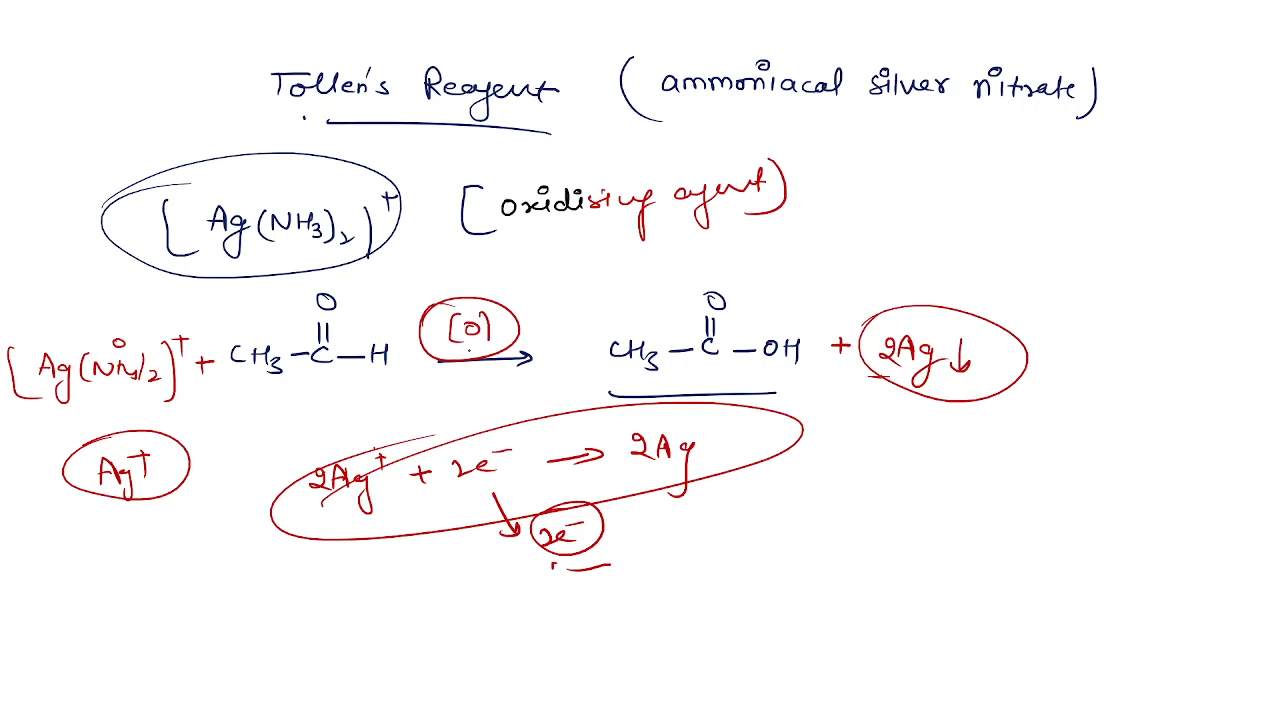 Tollen's Reagent (ammoniacal silver nitrate)
[Ag(NH3)2]+ [oxidising agent)
O O
[Ag(NH3)2]+ + CH3-C-H [O] → CH3-C-OH + 2Ag↓
Ag+ 2Ag+ + 2e- → 2Ag
2e-